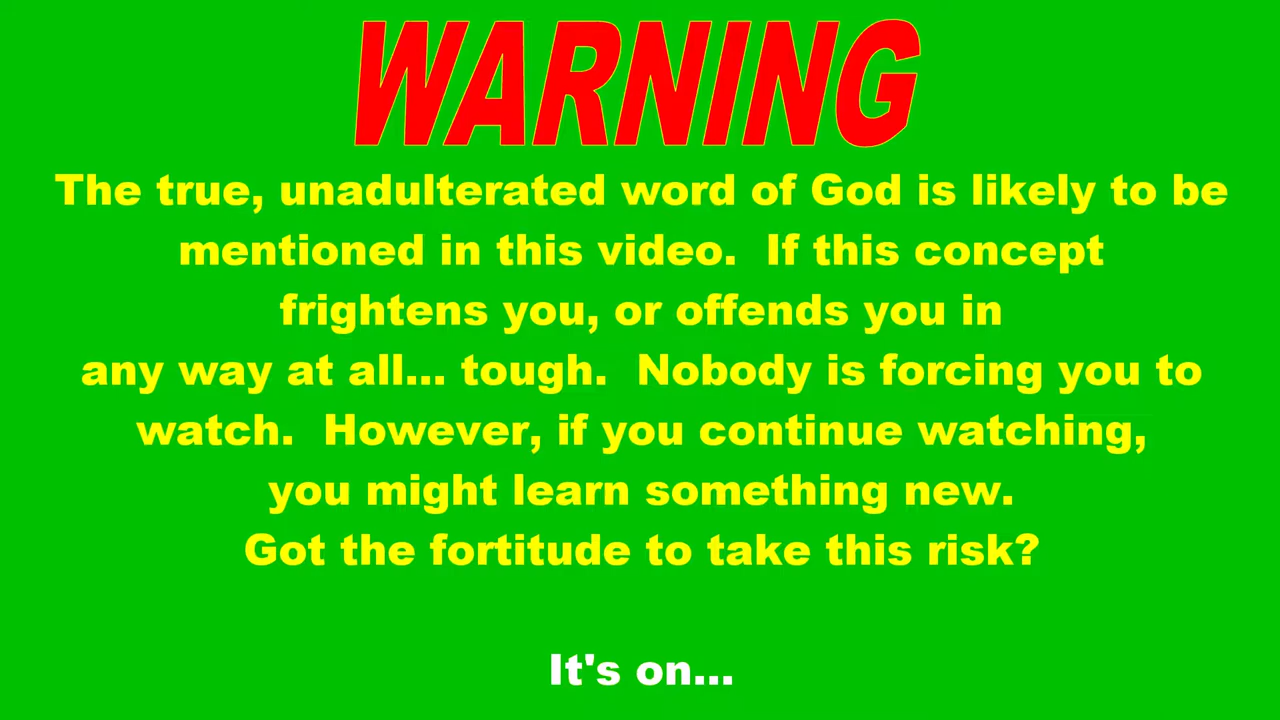 WARNING
The true, unadulterated word of God is likely to be
mentioned in this video.  If this concept
frightens you, or offends you in
any way at all... tough.  Nobody is forcing you to
watch.  However, if you continue watching,
you might learn something new.
Got the fortitude to take this risk?
It's on...